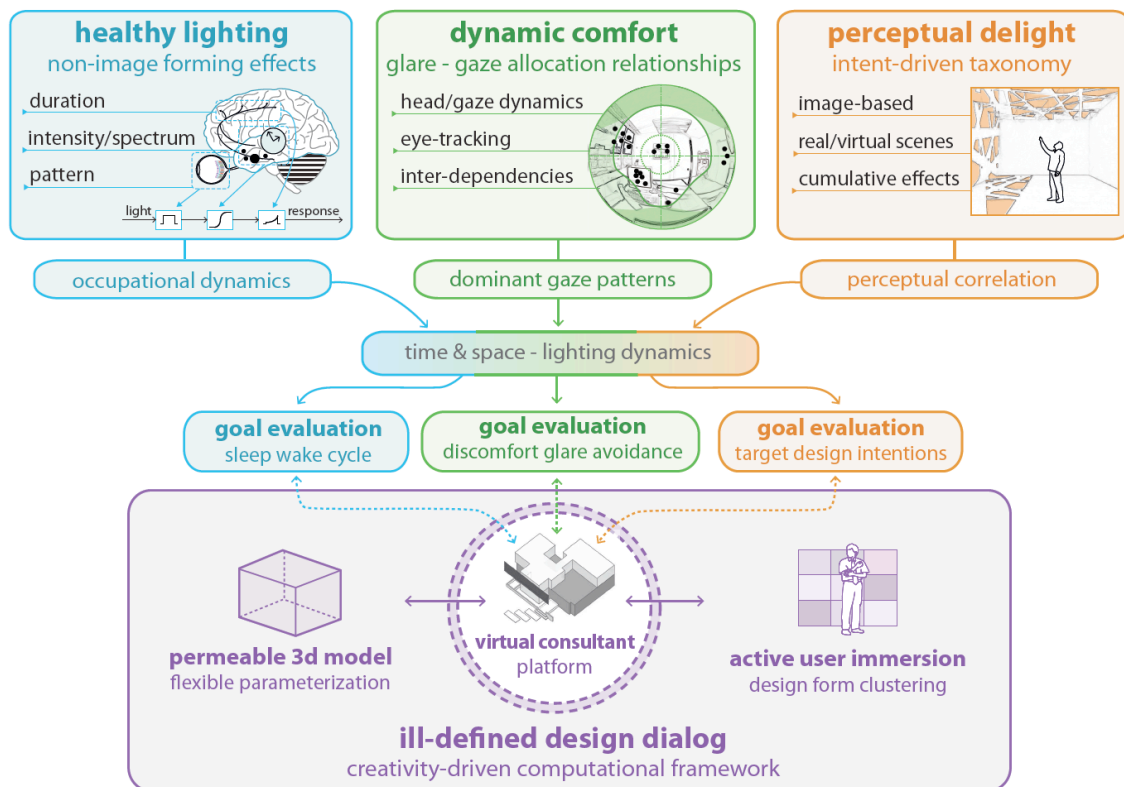 healthy lighting
non-image forming effects
duration
intensity/spectrum
pattern
light
response
dynamic comfort
glare - gaze allocation relationships
head/gaze dynamics
eye-tracking
inter-dependencies
perceptual delight
intent-driven taxonomy
image-based
real/virtual scenes
cumulative effects
occupational dynamics
dominant gaze patterns
perceptual correlation
time & space - lighting dynamics
goal evaluation
sleep wake cycle
goal evaluation
discomfort glare avoidance
goal evaluation
target design intentions
permeable 3d model
flexible parameterization
virtual consultant
platform
active user immersion
design form clustering
ill-defined design dialog
creativity-driven computational framework